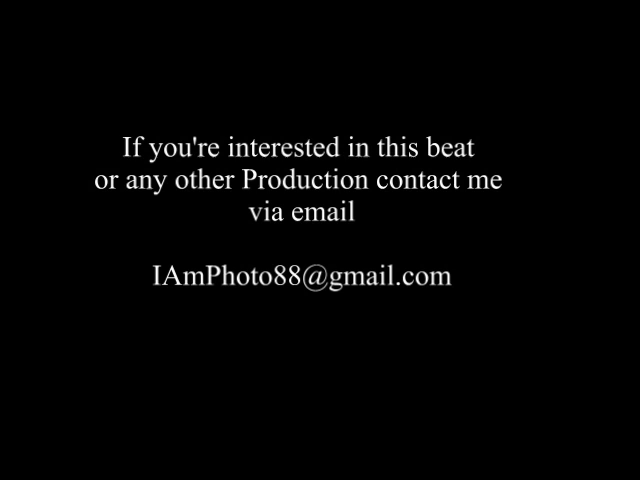 If you're interested in this beat
or any other Production contact me
via email
IAmPhoto88@gmail.com